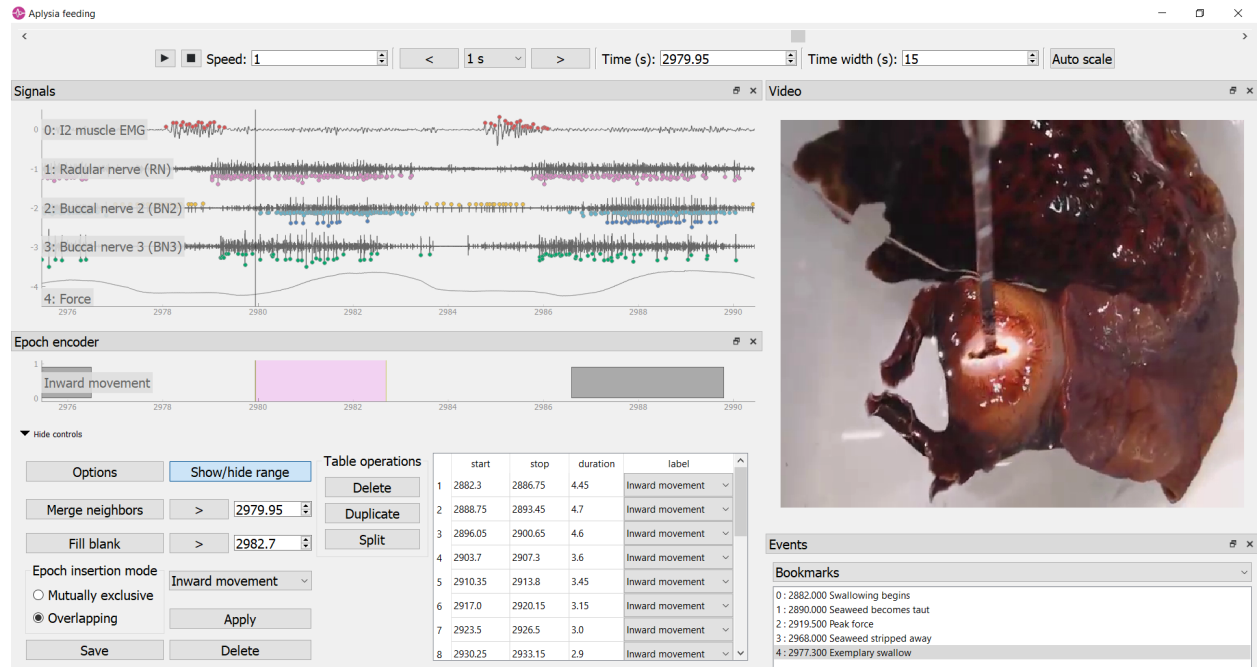 Aplysia feeding
Speed: 1 < 1 s > Time (s): 2979.95 Time width (s): 15 Auto scale
Signals
0 0: I2 muscle EMG
-1 1: Radular nerve (RN)
-2 2: Buccal nerve 2 (BN2)
-3 3: Buccal nerve 3 (BN3)
-4 4: Force
2976 2978 2980 2982 2984 2986 2988 2990
Epoch encoder
1
Inward movement
0
2976 2978 2980 2982 2984 2986 2988 2990
Hide controls
Options Show/hide range
Merge neighbors > 2979.95
Fill blank > 2982.7
Epoch insertion mode
Mutually exclusive
Overlapping
Inward movement
Apply
Save Delete
Table operations
Delete
Duplicate
Split
start stop duration label
1 2882.3 2886.75 4.45 Inward movement
2 2888.75 2893.45 4.7 Inward movement
3 2896.05 2900.65 4.6 Inward movement
4 2903.7 2907.3 3.6 Inward movement
5 2910.35 2913.8 3.45 Inward movement
6 2917.0 2920.15 3.15 Inward movement
7 2923.5 2926.5 3.0 Inward movement
8 2930.25 2933.15 2.9 Inward movement
Video
Events
Bookmarks
0 : 2882.000 Swallowing begins
1 : 2890.000 Seaweed becomes taut
2 : 2919.500 Peak force
3 : 2968.000 Seaweed stripped away
4 : 2977.300 Exemplary swallow